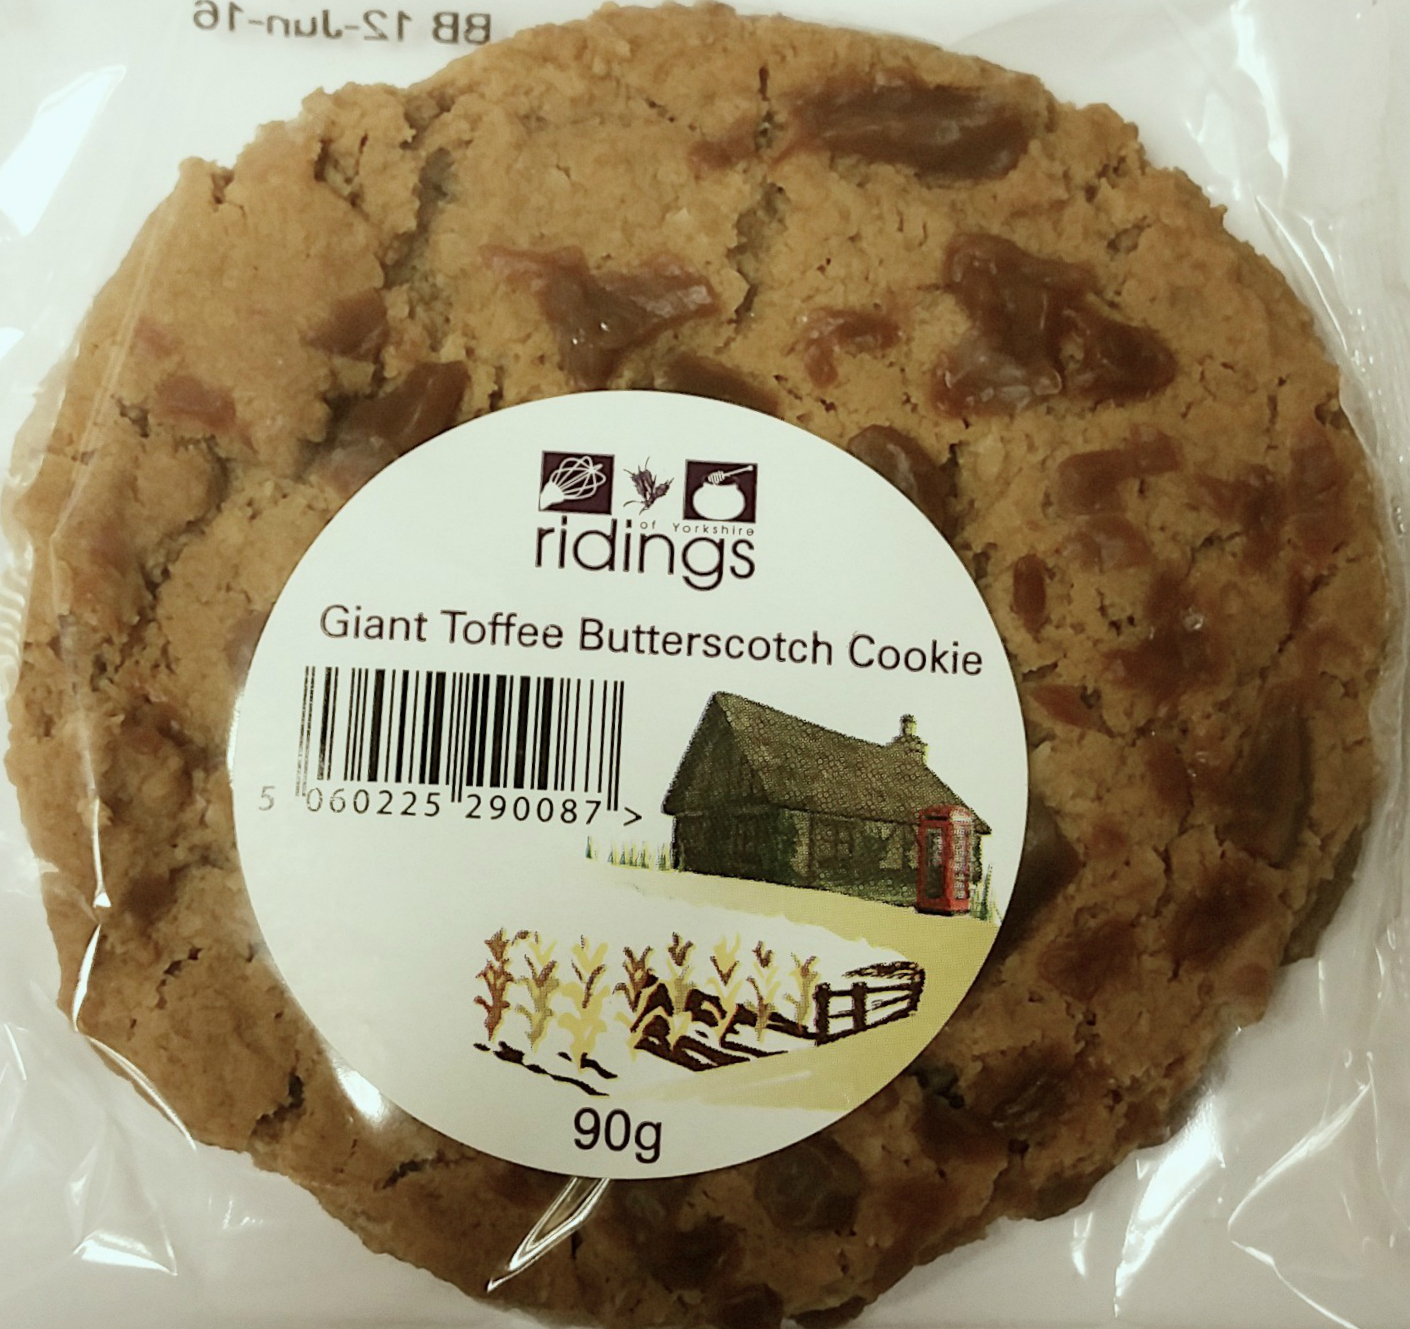 BB 12-Jun-16
of Yorkshire
ridings
Giant Toffee Butterscotch Cookie
5 060225 290087 >
90g